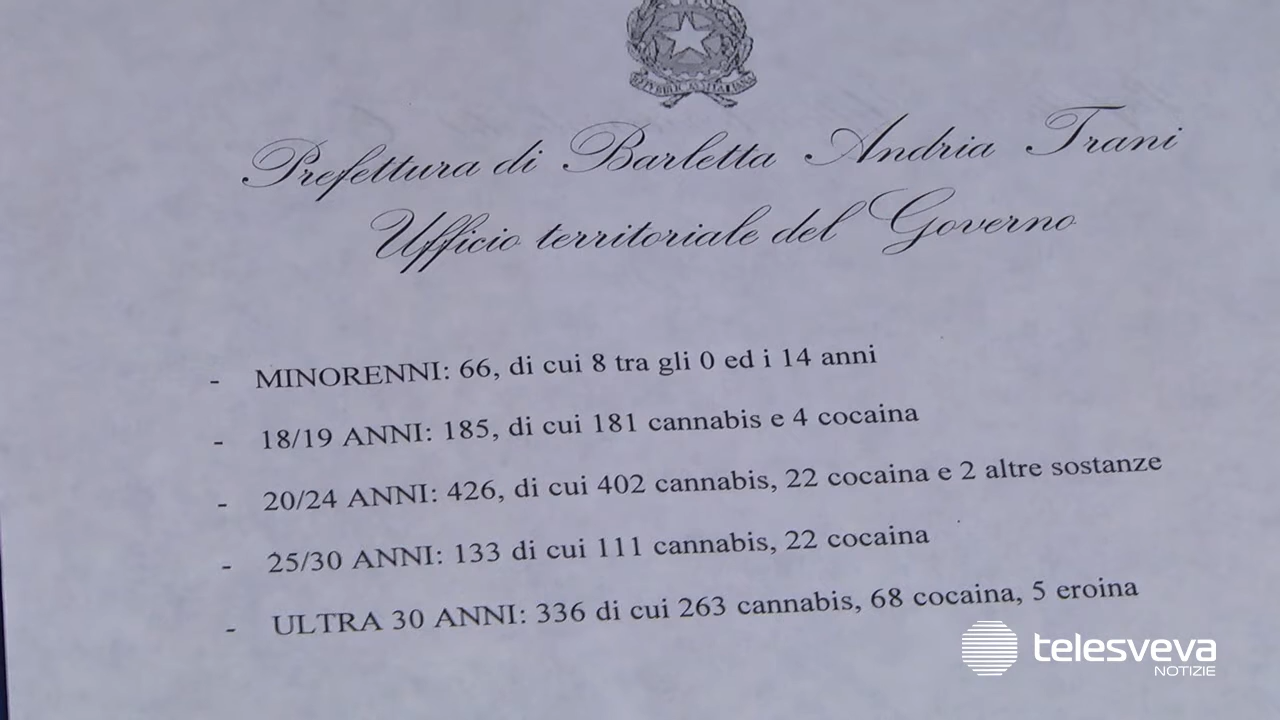 Prefettura di Barletta Andria Trani
Ufficio territoriale del Governo
- MINORENNI: 66, di cui 8 tra gli 0 ed i 14 anni
- 18/19 ANNI: 185, di cui 181 cannabis e 4 cocaina
- 20/24 ANNI: 426, di cui 402 cannabis, 22 cocaina e 2 altre sostanze
- 25/30 ANNI: 133 di cui 111 cannabis, 22 cocaina
- ULTRA 30 ANNI: 336 di cui 263 cannabis, 68 cocaina, 5 eroina
telesveva
NOTIZIE